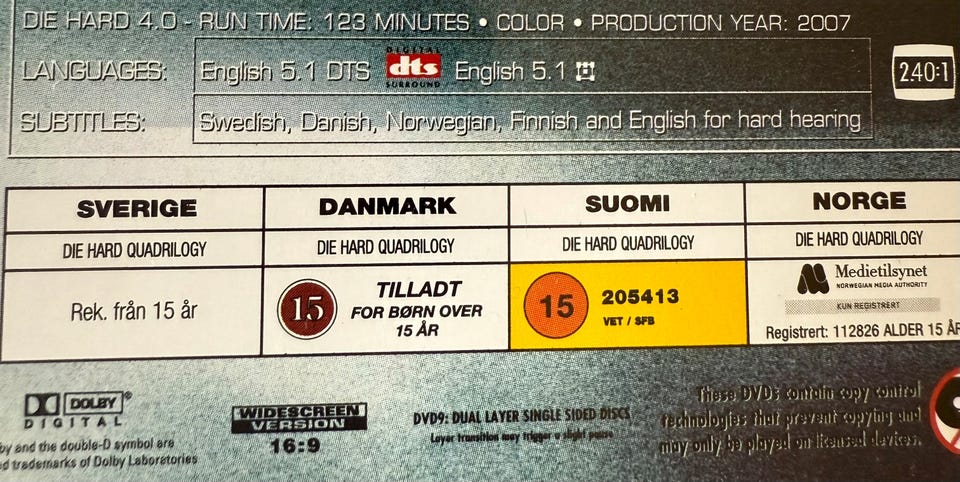 DIE HARD 4.0 - RUN TIME: 123 MINUTES • COLOR • PRODUCTION YEAR: 2007
LANGUAGES: English 5.1 DTS DIGITAL dts SURROUND English 5.1
2.40:1
SUBTITLES: Swedish, Danish, Norwegian, Finnish and English for hard hearing
SVERIGE DANMARK SUOMI NORGE
DIE HARD QUADRILOGY DIE HARD QUADRILOGY DIE HARD QUADRILOGY DIE HARD QUADRILOGY
Rek. från 15 år
15 TILLADT
FOR BØRN OVER
15 ÅR
15 205413
VET / SFB
Medietilsynet
NORWEGIAN MEDIA AUTHORITY
KUN REGISTRERT
Registrert: 112826 ALDER 15 ÅR
DOLBY®
DIGITAL
by and the double-D symbol are
d trademarks of Dolby Laboratories
WIDESCREEN
VERSION
16:9
DVD9: DUAL LAYER SINGLE SIDED DISCS
Layer transition may trigger a slight pause
These DVDs contain copy control
technologies that prevent copying and
may only be played on licensed devices.